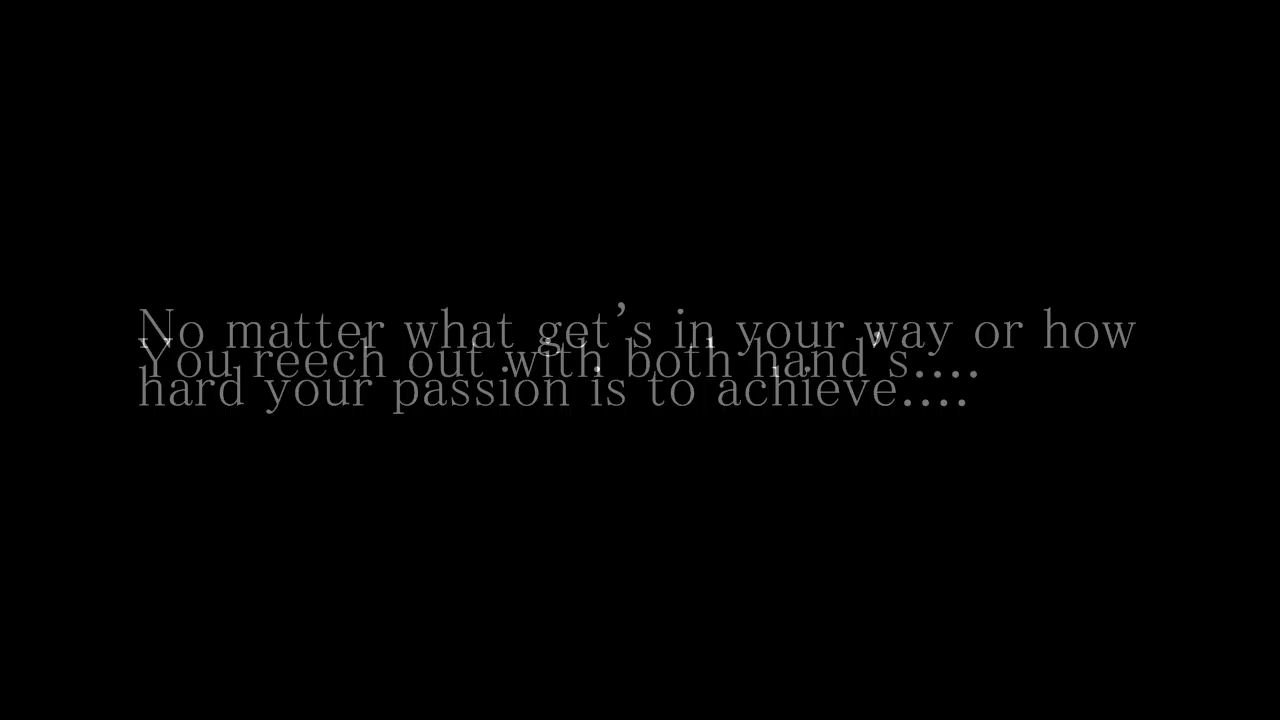 No matter what get's in your way or how
You reech out with both hand's....
hard your passion is to achieve....